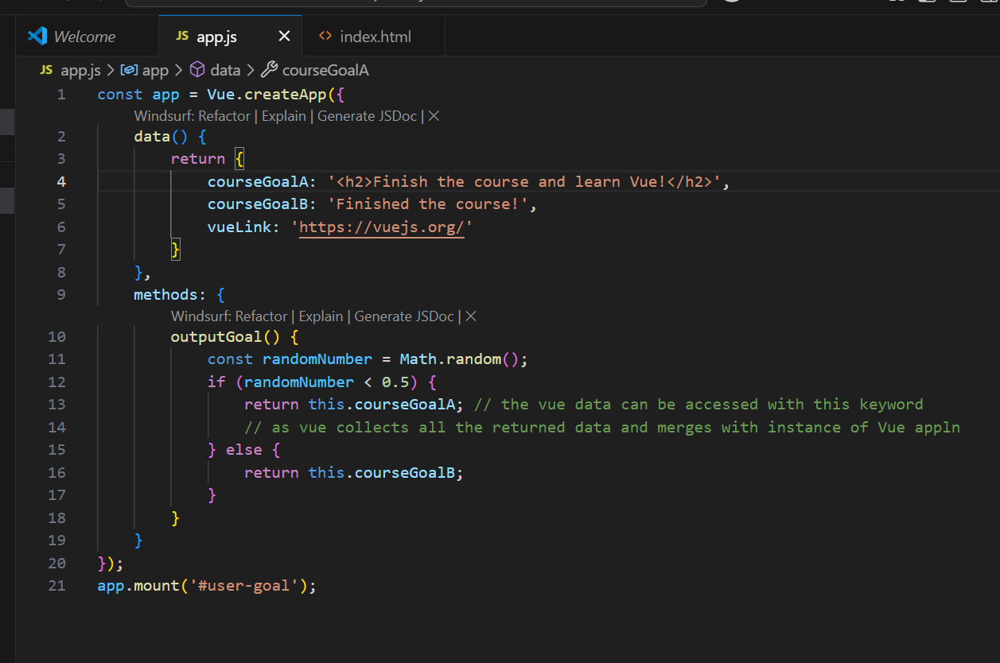 Welcome JS app.js index.html
JS app.js > app > data > courseGoalA
1 const app = Vue.createApp({
Windsurf: Refactor | Explain | Generate JSDoc | ×
2 data() {
3 return {
4 courseGoalA: '<h2>Finish the course and learn Vue!</h2>',
5 courseGoalB: 'Finished the course!',
6 vueLink: 'https://vuejs.org/'
7 }
8 },
9 methods: {
Windsurf: Refactor | Explain | Generate JSDoc | ×
10 outputGoal() {
11 const randomNumber = Math.random();
12 if (randomNumber < 0.5) {
13 return this.courseGoalA; // the vue data can be accessed with this keyword
14 // as vue collects all the returned data and merges with instance of Vue appln
15 } else {
16 return this.courseGoalB;
17 }
18 }
19 }
20 });
21 app.mount('#user-goal');